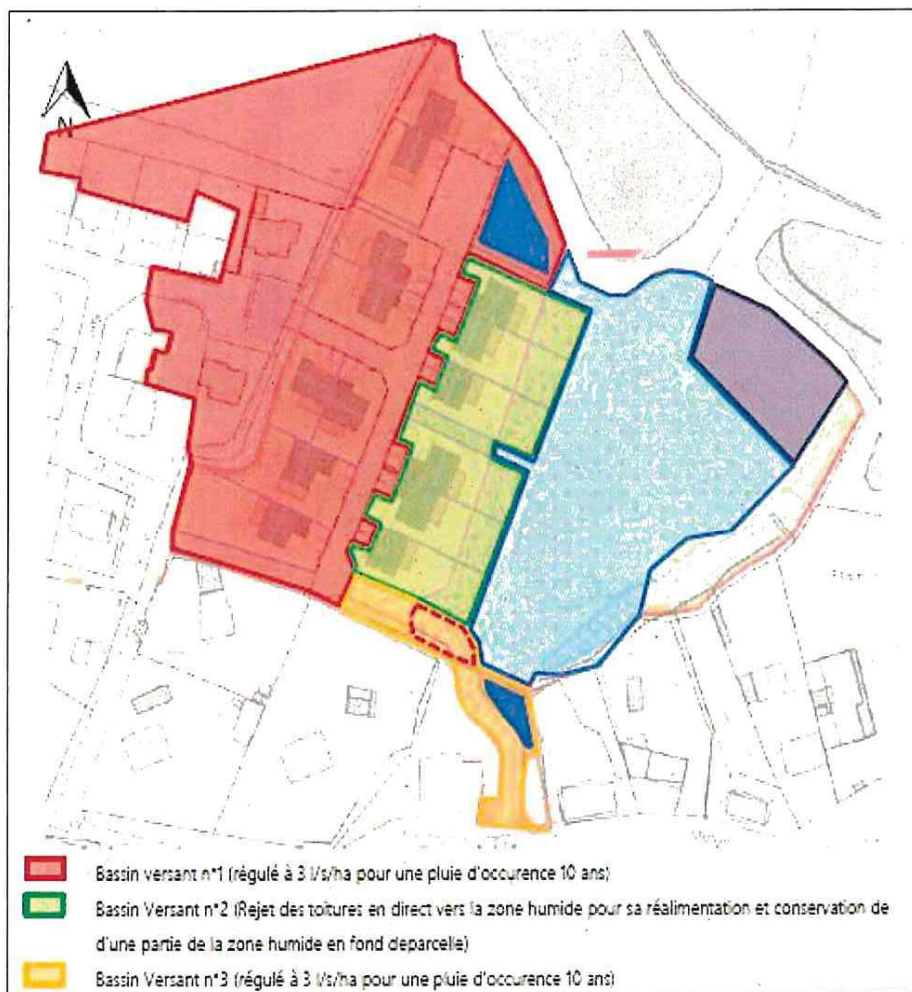 N
Bassin versant n°1 (régulé à 3 l/s/ha pour une pluie d'occurence 10 ans)
Bassin Versant n°2 (Rejet des toitures en direct vers la zone humide pour sa réalimentation et conservation de
d'une partie de la zone humide en fond deparcelle)
Bassin Versant n°3 (régulé à 3 l/s/ha pour une pluie d'occurence 10 ans)